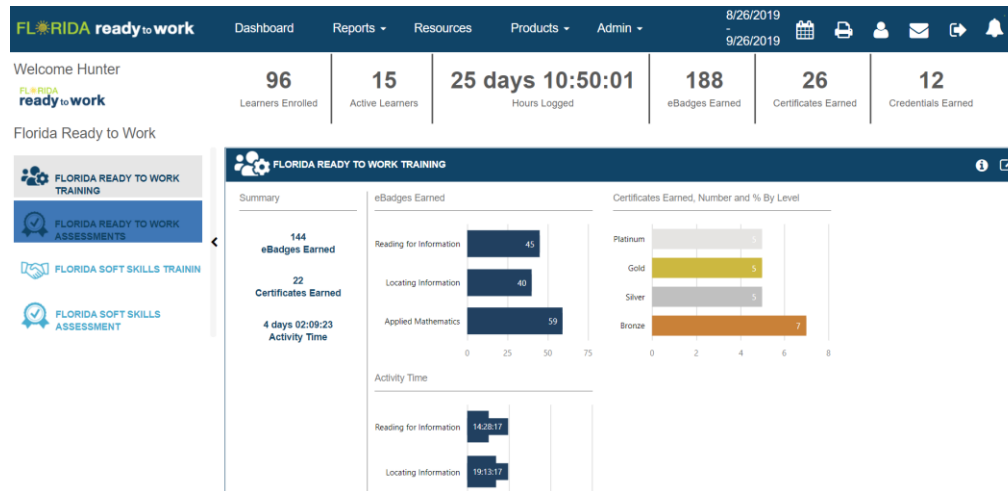 FLORIDA ready to work
Dashboard
Reports
Resources
Products
Admin
8/26/2019
-
9/26/2019
Welcome Hunter
FLORIDA
ready to work
Florida Ready to Work
96
Learners Enrolled
15
Active Learners
25 days 10:50:01
Hours Logged
188
eBadges Earned
26
Certificates Earned
12
Credentials Earned
FLORIDA READY TO WORK
TRAINING
FLORIDA READY TO WORK
ASSESSMENTS
FLORIDA SOFT SKILLS TRAININ
FLORIDA SOFT SKILLS
ASSESSMENT
FLORIDA READY TO WORK TRAINING
Summary
144
eBadges Earned
22
Certificates Earned
4 days 02:09:23
Activity Time
eBadges Earned
Reading for Information 45
Locating Information 40
Applied Mathematics 59
0 25 50 75
Certificates Earned, Number and % By Level
Platinum 5
Gold 5
Silver 5
Bronze 7
0 2 4 6 8
Activity Time
Reading for Information 14:28:17
Locating Information 19:13:17